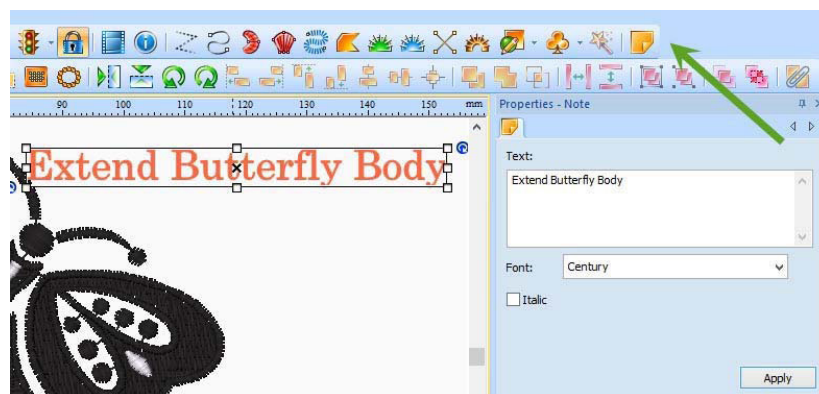 90 100 110 120 130 140 150 mm
Properties - Note
Extend Butterfly Body
Text:
Extend Butterfly Body
Font: Century
Italic
Apply